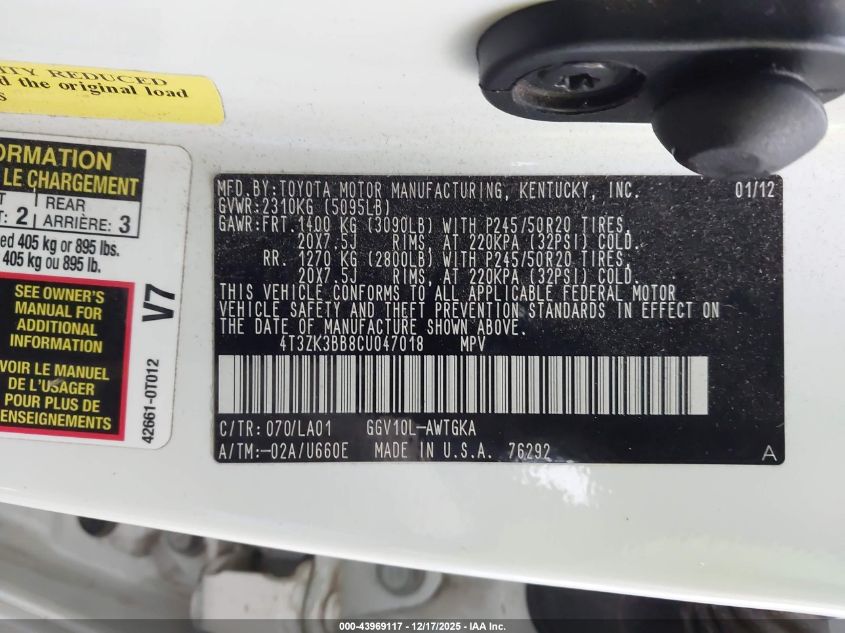 ITY REDUCED
d the original load
s
ORMATION
LE CHARGEMENT
T
T: 2
REAR
ARRIÈRE: 3
ed 405 kg or 895 lbs.
405 kg ou 895 lb.
SEE OWNER'S
MANUAL FOR
ADDITIONAL
INFORMATION
VOIR LE MANUEL
DE L'USAGER
POUR PLUS DE
RENSEIGNEMENTS
V7
42661-0T012
MFD.BY:TOYOTA MOTOR MANUFACTURING, KENTUCKY, INC. 01/12
GVWR:2310KG (5095LB)
GAWR:FRT.1400 KG (3090LB) WITH P245/50R20 TIRES,
20X7.5J RIMS, AT 220KPA (32PSI) COLD.
RR. 1270 KG (2800LB) WITH P245/50R20 TIRES,
20X7.5J RIMS, AT 220KPA (32PSI) COLD.
THIS VEHICLE CONFORMS TO ALL APPLICABLE FEDERAL MOTOR
VEHICLE SAFETY AND THEFT PREVENTION STANDARDS IN EFFECT ON
THE DATE OF MANUFACTURE SHOWN ABOVE.
4T3ZK3BB8CU047018 MPV
C/TR: 070/LA01 GGV10L-AWTGKA
A/TM:-02A/U660E MADE IN U.S.A. 76292 A
000-43969117 - 12/17/2025 - IAA Inc.